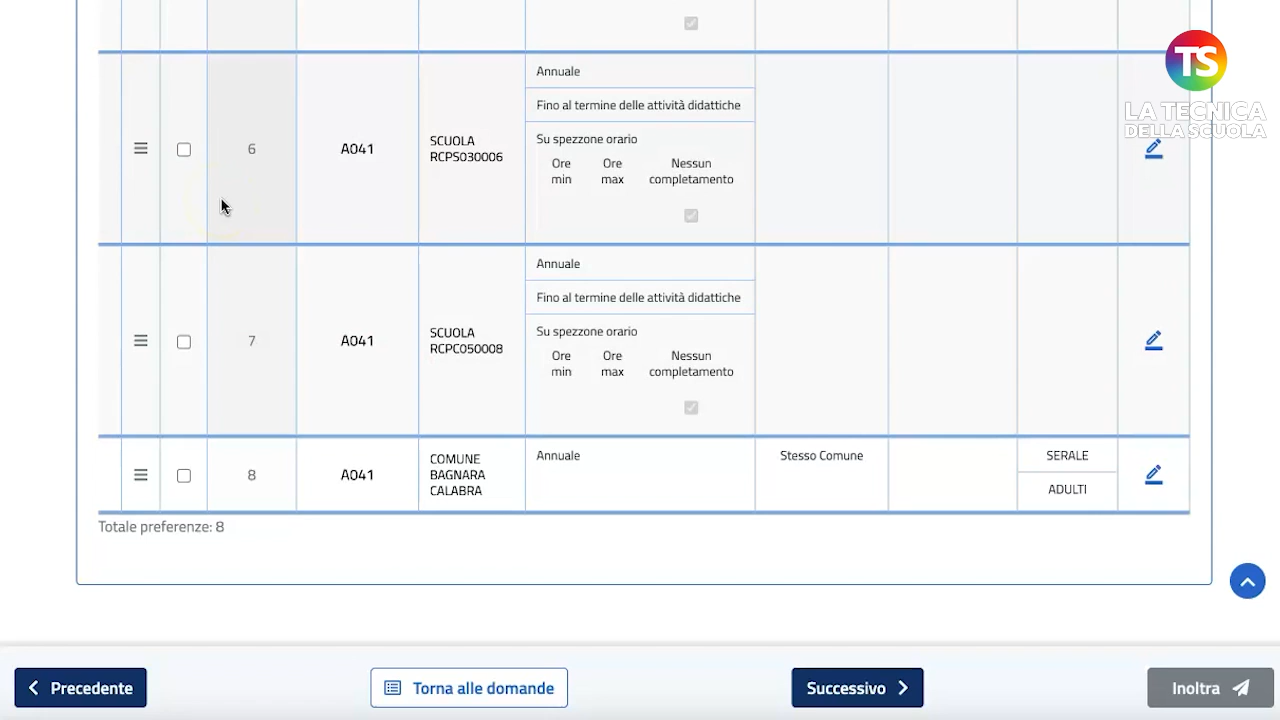 TS
LA TECNICA
DELLA SCUOLA
6
A041
SCUOLA
RCPS030006
Annuale
Fino al termine delle attività didattiche
Su spezzone orario
Ore
min
Ore
max
Nessun
completamento
7
A041
SCUOLA
RCPC050008
Annuale
Fino al termine delle attività didattiche
Su spezzone orario
Ore
min
Ore
max
Nessun
completamento
8
A041
COMUNE
BAGNARA
CALABRA
Annuale
Stesso Comune
SERALE
ADULTI
Totale preferenze: 8
Precedente
Torna alle domande
Successivo
Inoltra